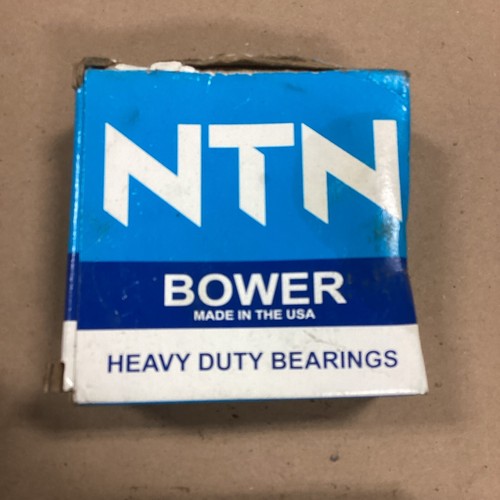 NTN
BOWER
MADE IN THE USA
HEAVY DUTY BEARINGS